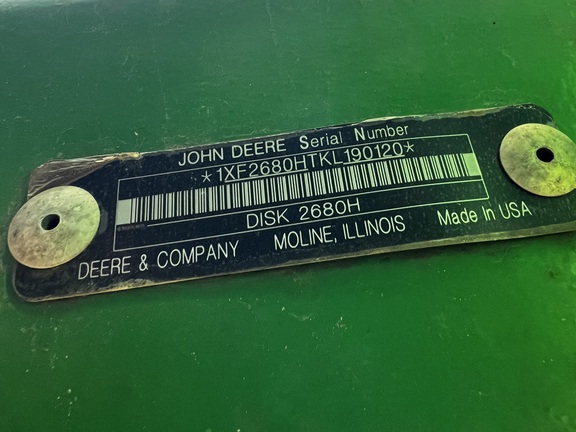 JOHN DEERE Serial Number
*1XF2680HTKL190120*
DISK 2680H
DEERE & COMPANY MOLINE, ILLINOIS Made in USA